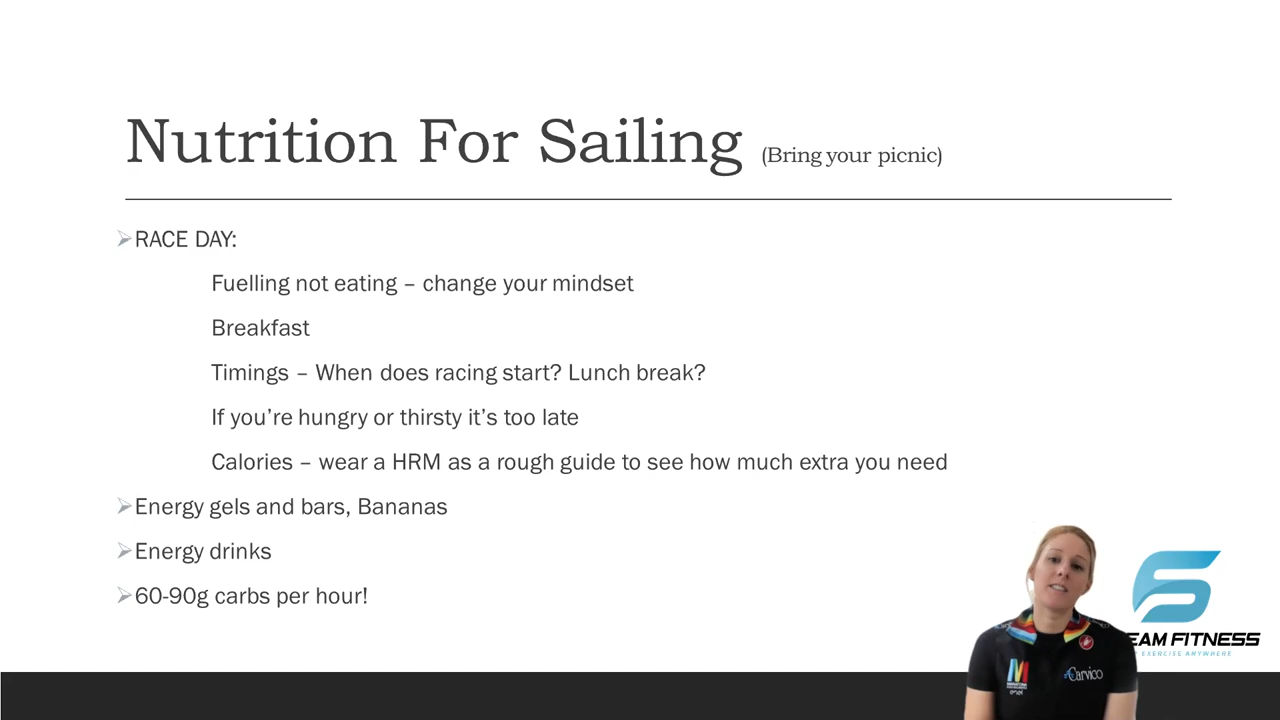 Nutrition For Sailing (Bring your picnic)
RACE DAY:
Fuelling not eating – change your mindset
Breakfast
Timings – When does racing start? Lunch break?
If you're hungry or thirsty it's too late
Calories – wear a HRM as a rough guide to see how much extra you need
Energy gels and bars, Bananas
Energy drinks
60-90g carbs per hour!
EAM FITNESS
EXERCISE ANYWHERE
Carvico